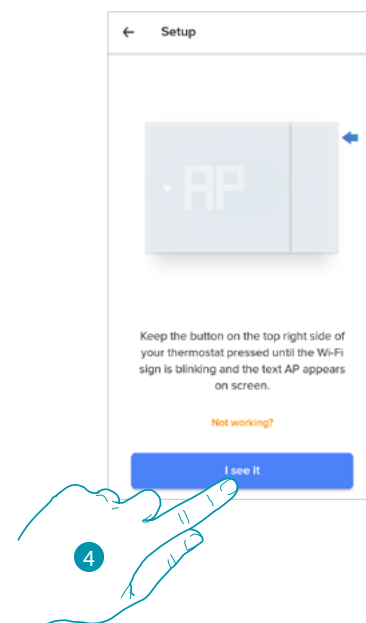 Setup
AP
Keep the button on the top right side of
your thermostat pressed until the Wi-Fi
sign is blinking and the text AP appears
on screen.
Not working?
I see It
4